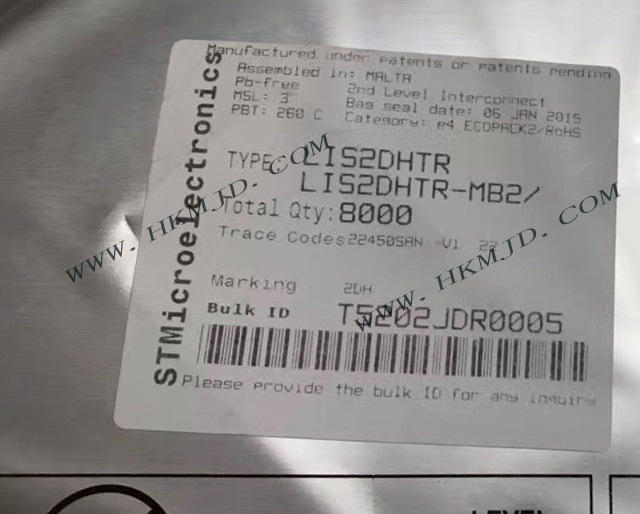 Manufactured under patents or patents pending
Assembled in: MALTA
Pb-free 2nd Level Interconnect
MSL: 3 Bag seal date: 06 JAN 2015
PBT: 260 C Category: e4 ECOPACK2/RoHS
TYPE: LIS2DHTR
LIS2DHTR-MB2/
Total Qty: 8000
Trace Codes 22450SAN -V1 22
Marking 2DH
Bulk ID T5202JDR0005
Please provide the bulk ID for any inquiry
STMicroelectronics
WWW. HKMJD. COM
WWW. HKMJD. COM
LEVEL